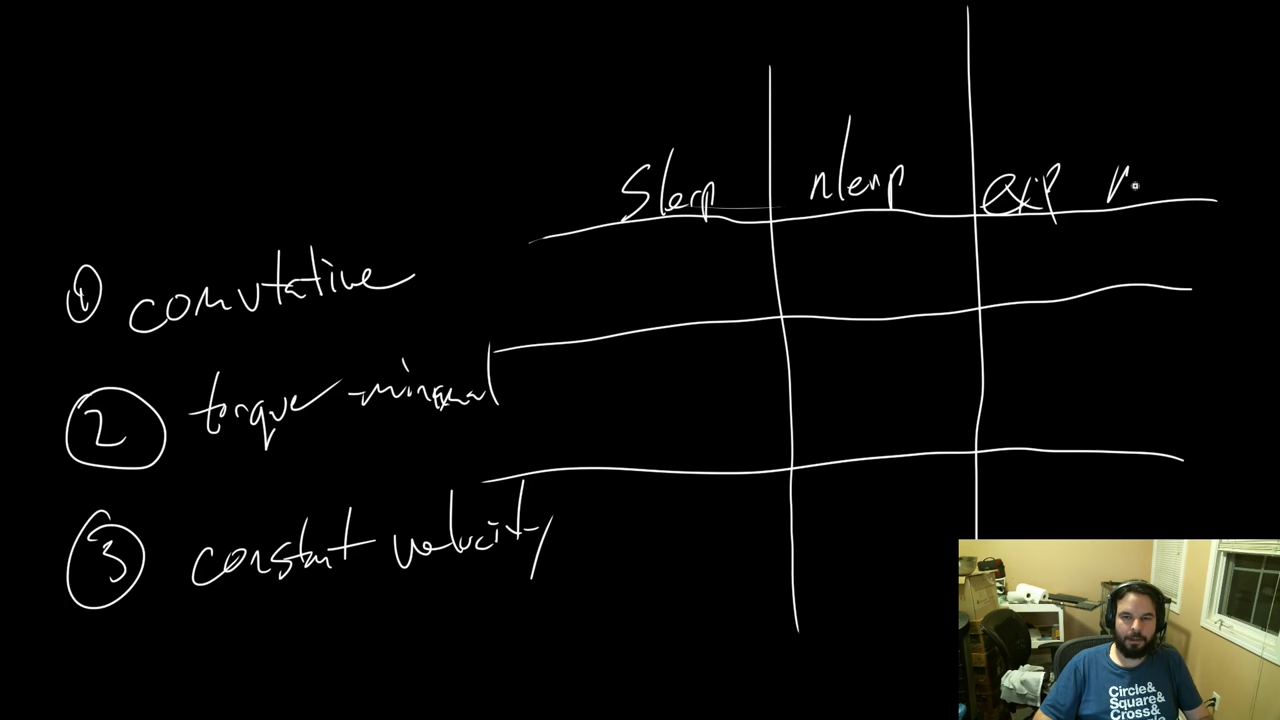 slerp nlerp exp
① comutative
② torque-minimal
③ constant velocity
Circle&
Square&
Cross&